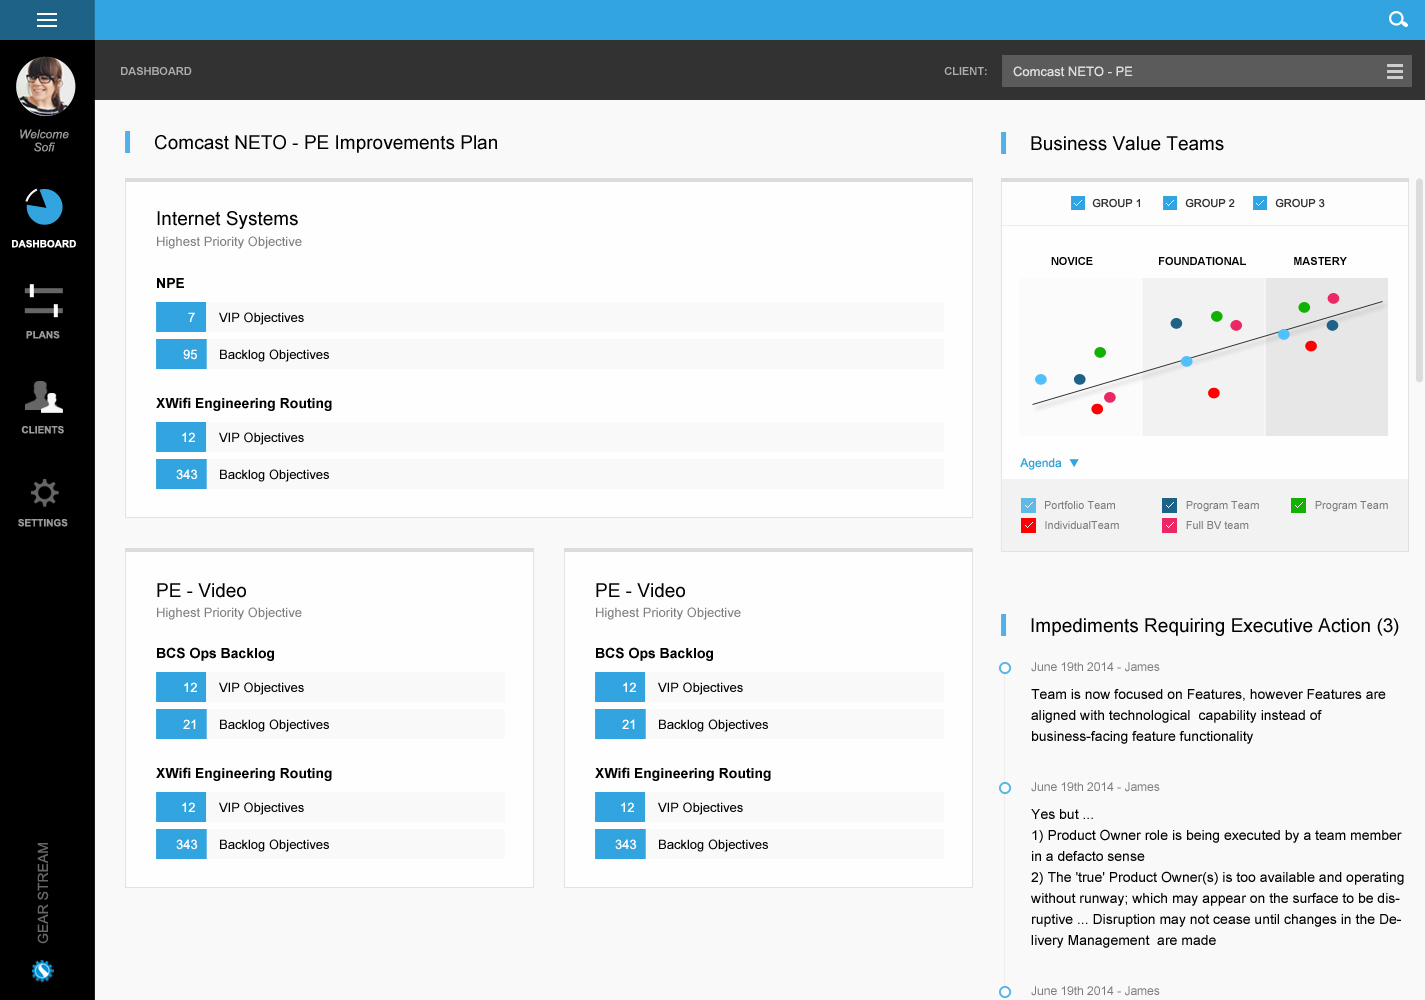 DASHBOARD
CLIENT:
Comcast NETO - PE
Welcome
Sofi
DASHBOARD
PLANS
CLIENTS
SETTINGS
GEAR STREAM
Comcast NETO - PE Improvements Plan
Internet Systems
Highest Priority Objective
NPE
7 VIP Objectives
95 Backlog Objectives
XWifi Engineering Routing
12 VIP Objectives
343 Backlog Objectives
PE - Video
Highest Priority Objective
BCS Ops Backlog
12 VIP Objectives
21 Backlog Objectives
XWifi Engineering Routing
12 VIP Objectives
343 Backlog Objectives
PE - Video
Highest Priority Objective
BCS Ops Backlog
12 VIP Objectives
21 Backlog Objectives
XWifi Engineering Routing
12 VIP Objectives
343 Backlog Objectives
Business Value Teams
GROUP 1 GROUP 2 GROUP 3
NOVICE FOUNDATIONAL MASTERY
Agenda
Portfolio Team Program Team Program Team
IndividualTeam Full BV team
Impediments Requiring Executive Action (3)
June 19th 2014 - James
Team is now focused on Features, however Features are
aligned with technological  capability instead of
business-facing feature functionality
June 19th 2014 - James
Yes but ...
1) Product Owner role is being executed by a team member
in a defacto sense
2) The 'true' Product Owner(s) is too available and operating
without runway; which may appear on the surface to be dis-
ruptive ... Disruption may not cease until changes in the De-
livery Management  are made
June 19th 2014 - James